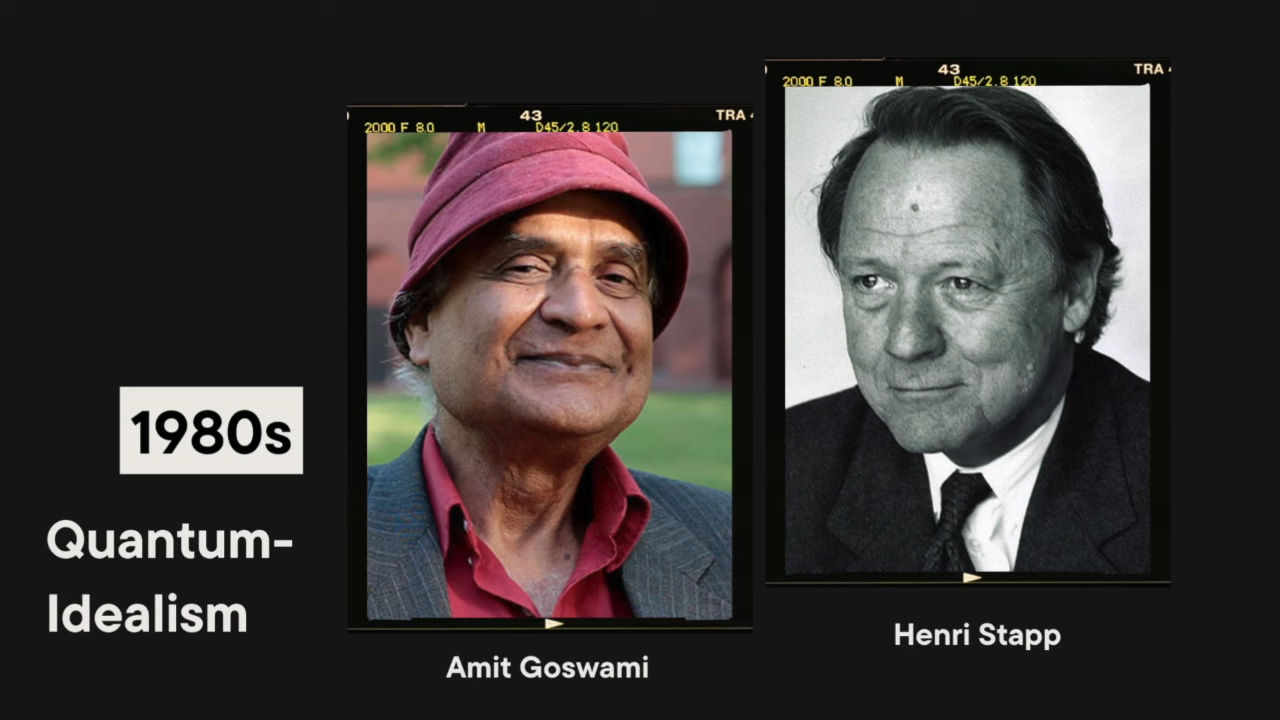 1980s
Quantum-
Idealism
43 TRA
2000 F 8.0 M D45/2.8 120
Amit Goswami
43 TRA
2000 F 8.0 M D45/2.8 120
Henri Stapp